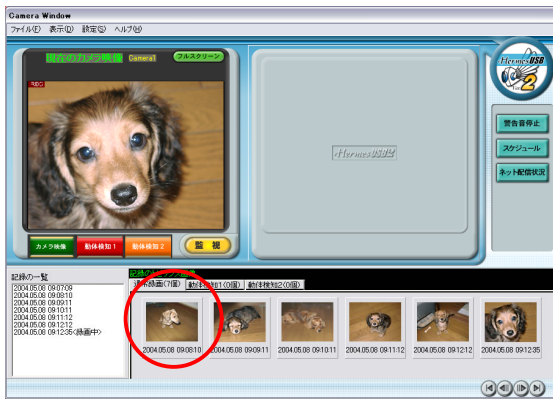 Camera Window
ファイル(F) 表示(D) 設定(S) ヘルプ(H)
現在のカメラ映像 Camera1 フルスクリーン
REC
HermesUSB
2
HermesUSB2
警告音停止
スケジュール
ネット配信状況
カメラ映像 動体検知1 動体検知2 監視
記録の一覧
2004.05.08 09:07:09
2004.05.08 09:08:10
2004.05.08 09:09:11
2004.05.08 09:10:11
2004.05.08 09:11:12
2004.05.08 09:12:12
2004.05.08 09:12:35<録画中>
通常録画(7個) 動体検知1(0個) 動体検知2(0個)
2004.05.08 09:08:10 2004.05.08 09:09:11 2004.05.08 09:10:11 2004.05.08 09:11:12 2004.05.08 09:12:12 2004.05.08 09:12:35